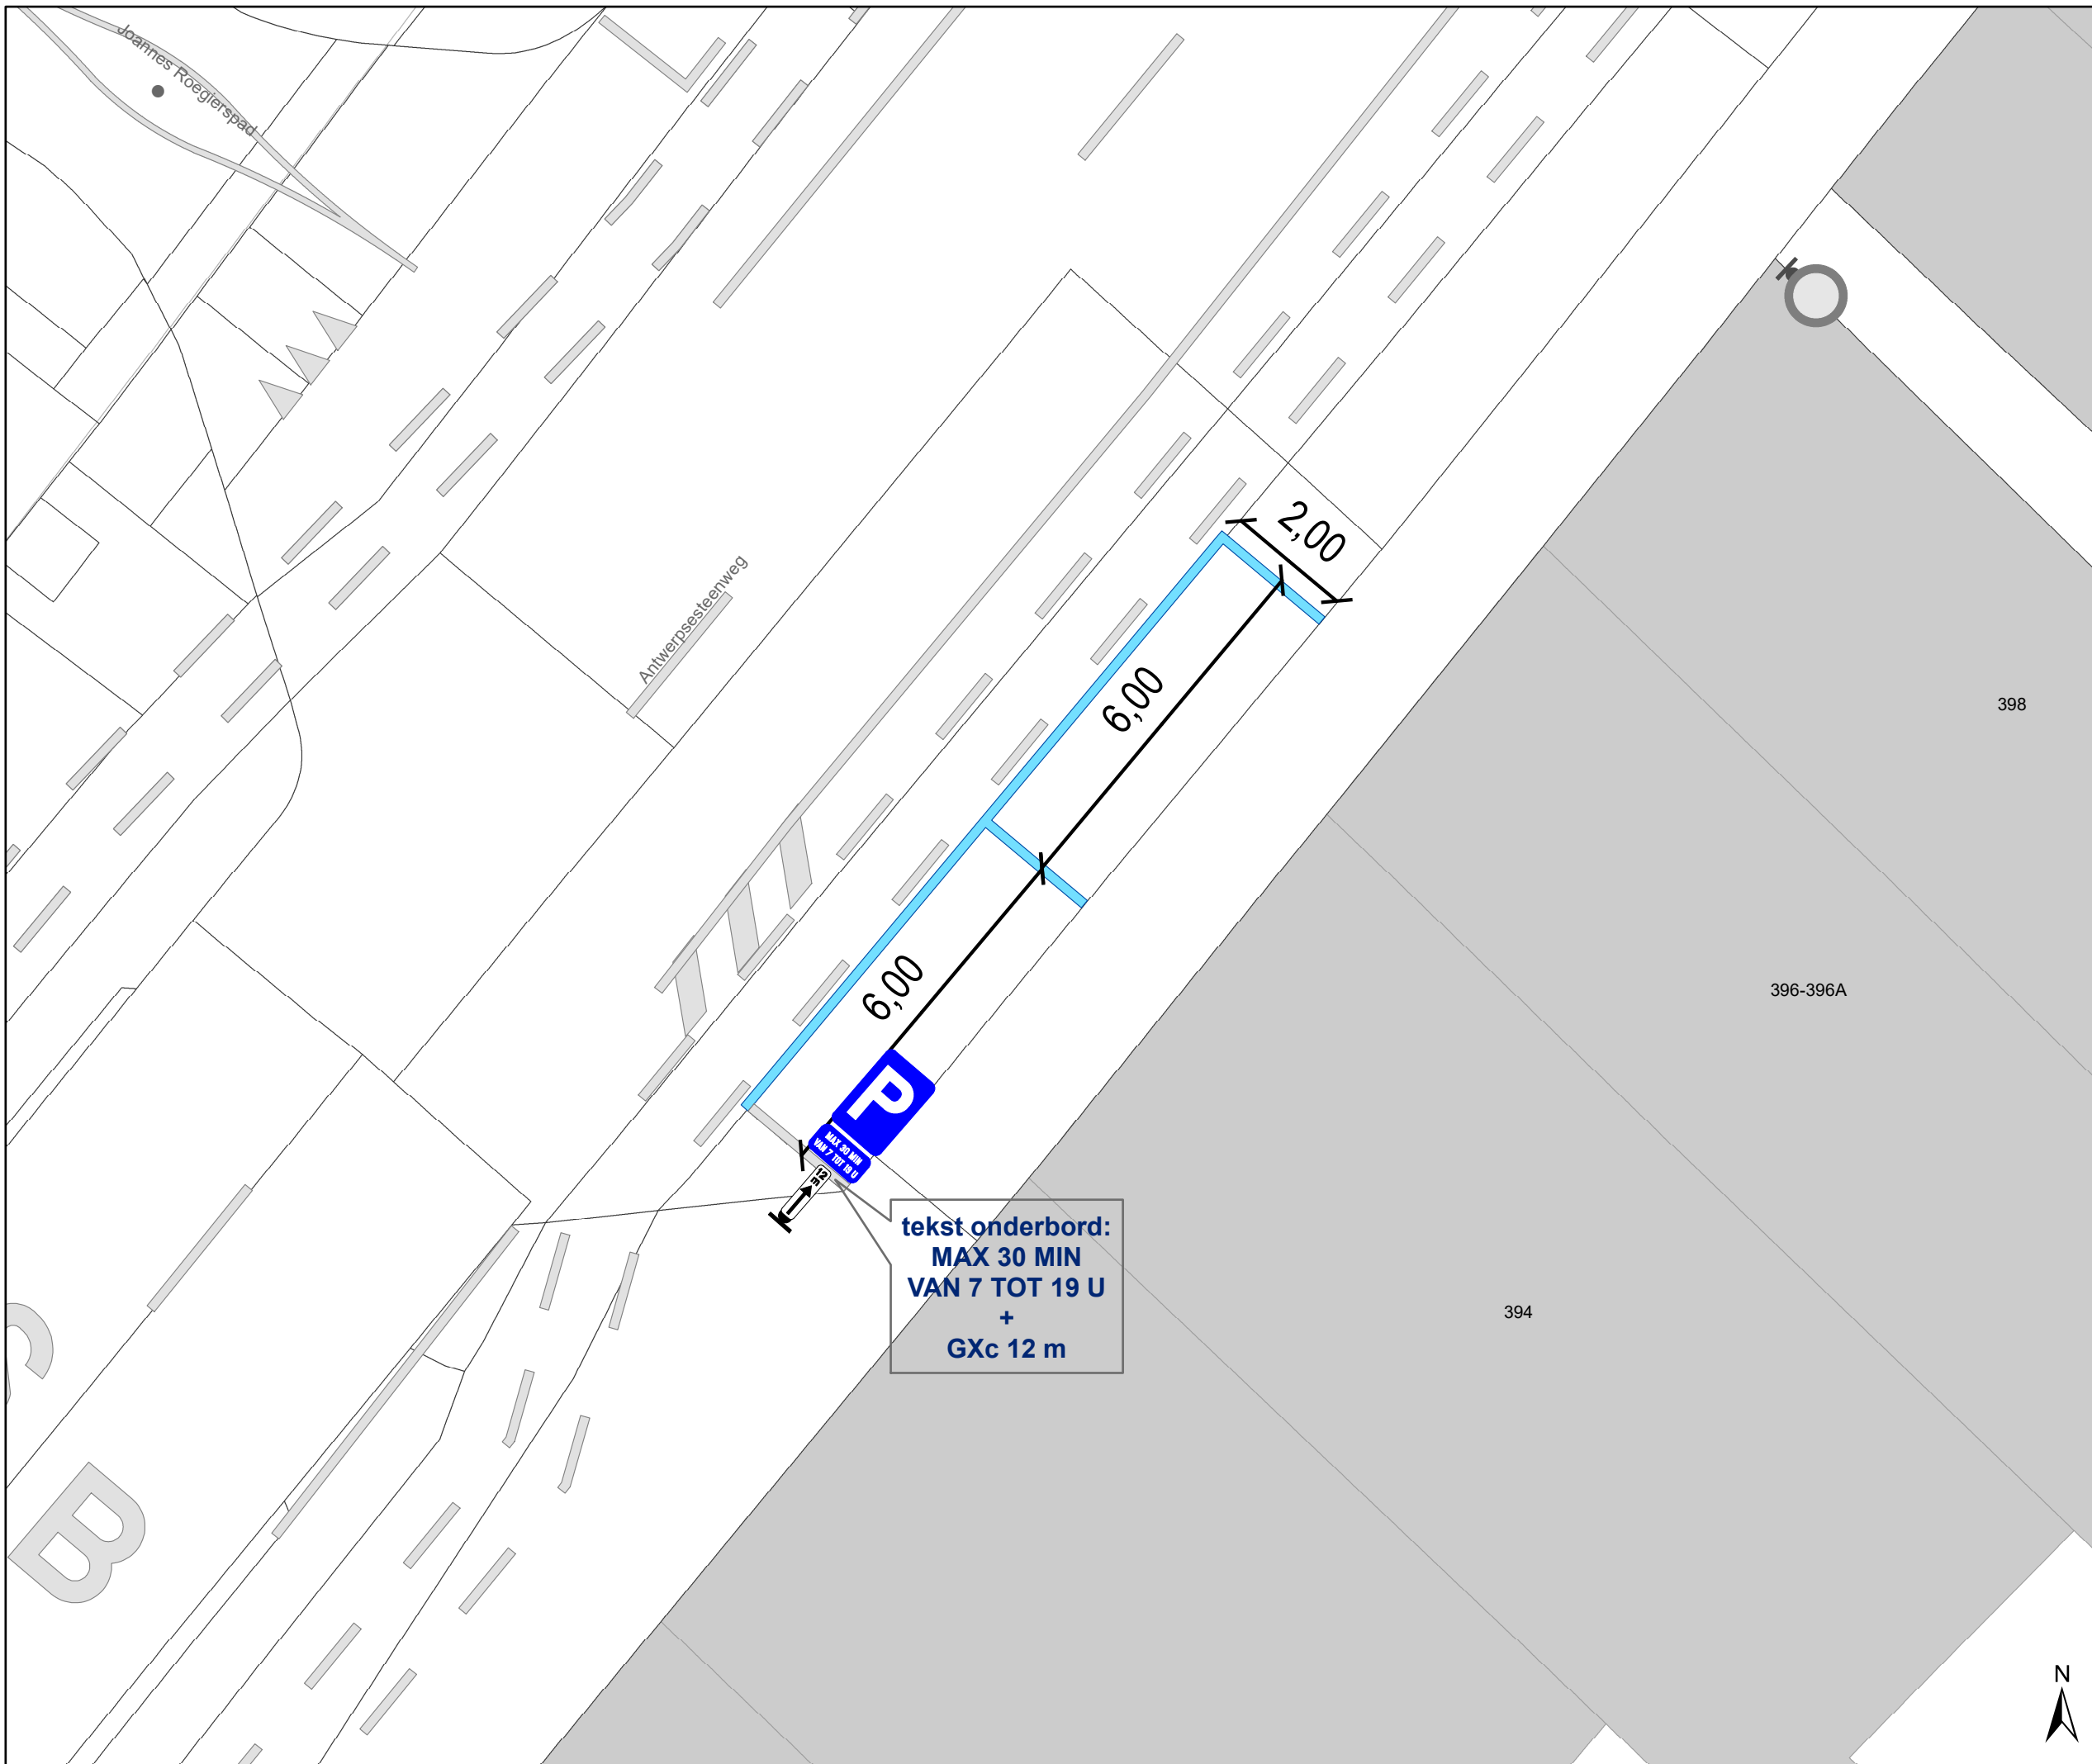 Joannes Roegierspad
2,00
Antwerpsesteenweg
6,00
398
6,00
396-396A
P
MAX 30 MIN
VAN 7 TOT 19 U
12
m
tekst onderbord:
MAX 30 MIN
VAN 7 TOT 19 U
+
GXc 12 m
394
B
N